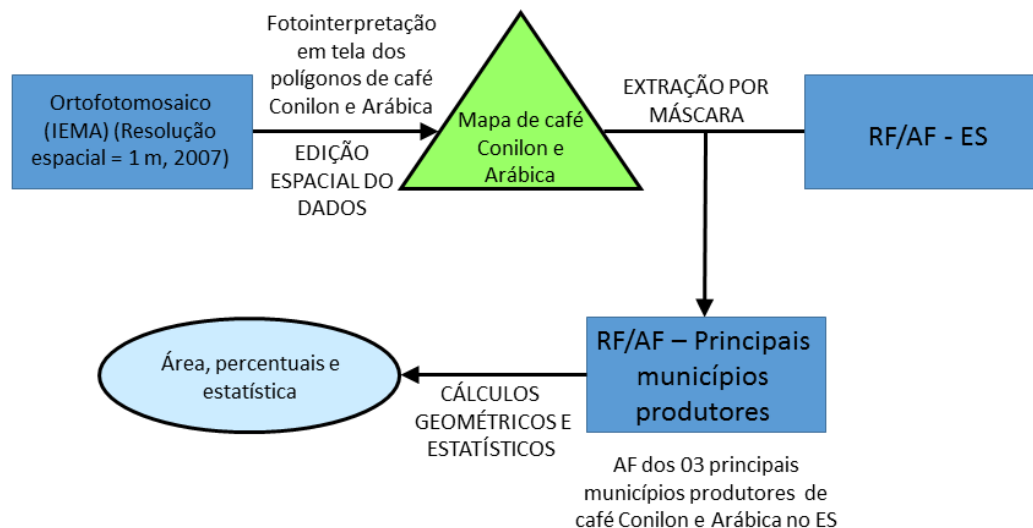 Ortofotomosaico
(IEMA) (Resolução
espacial = 1 m, 2007)
Fotointerpretação
em tela dos
polígonos de café
Conilon e Arábica
EDIÇÃO
ESPACIAL DO
DADOS
Mapa de café
Conilon e
Arábica
EXTRAÇÃO POR
MÁSCARA
RF/AF - ES
RF/AF – Principais
municípios
produtores
AF dos 03 principais
municípios produtores de
café Conilon e Arábica no ES
CÁLCULOS
GEOMÉTRICOS E
ESTATÍSTICOS
Área, percentuais e
estatística